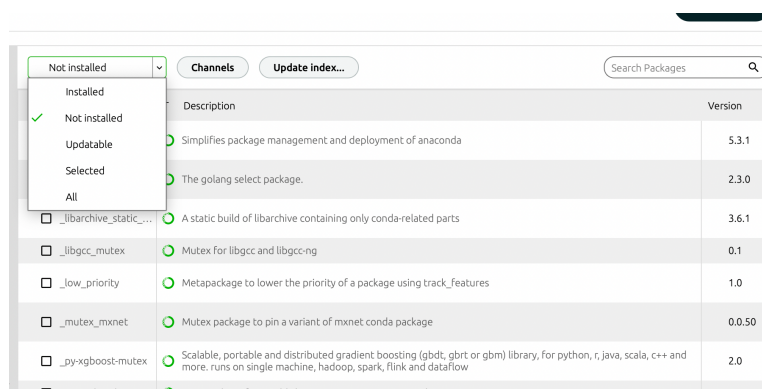 Not installed
Channels
Update index...
Search Packages
Installed
Not installed
Updatable
Selected
All
Description
Version
Simplifies package management and deployment of anaconda
5.3.1
The golang select package.
2.3.0
_libarchive_static_...
A static build of libarchive containing only conda-related parts
3.6.1
_libgcc_mutex
Mutex for libgcc and libgcc-ng
0.1
_low_priority
Metapackage to lower the priority of a package using track_features
1.0
_mutex_mxnet
Mutex package to pin a variant of mxnet conda package
0.0.50
_py-xgboost-mutex
Scalable, portable and distributed gradient boosting (gbdt, gbrt or gbm) library, for python, r, java, scala, c++ and
more. runs on single machine, hadoop, spark, flink and dataflow
2.0